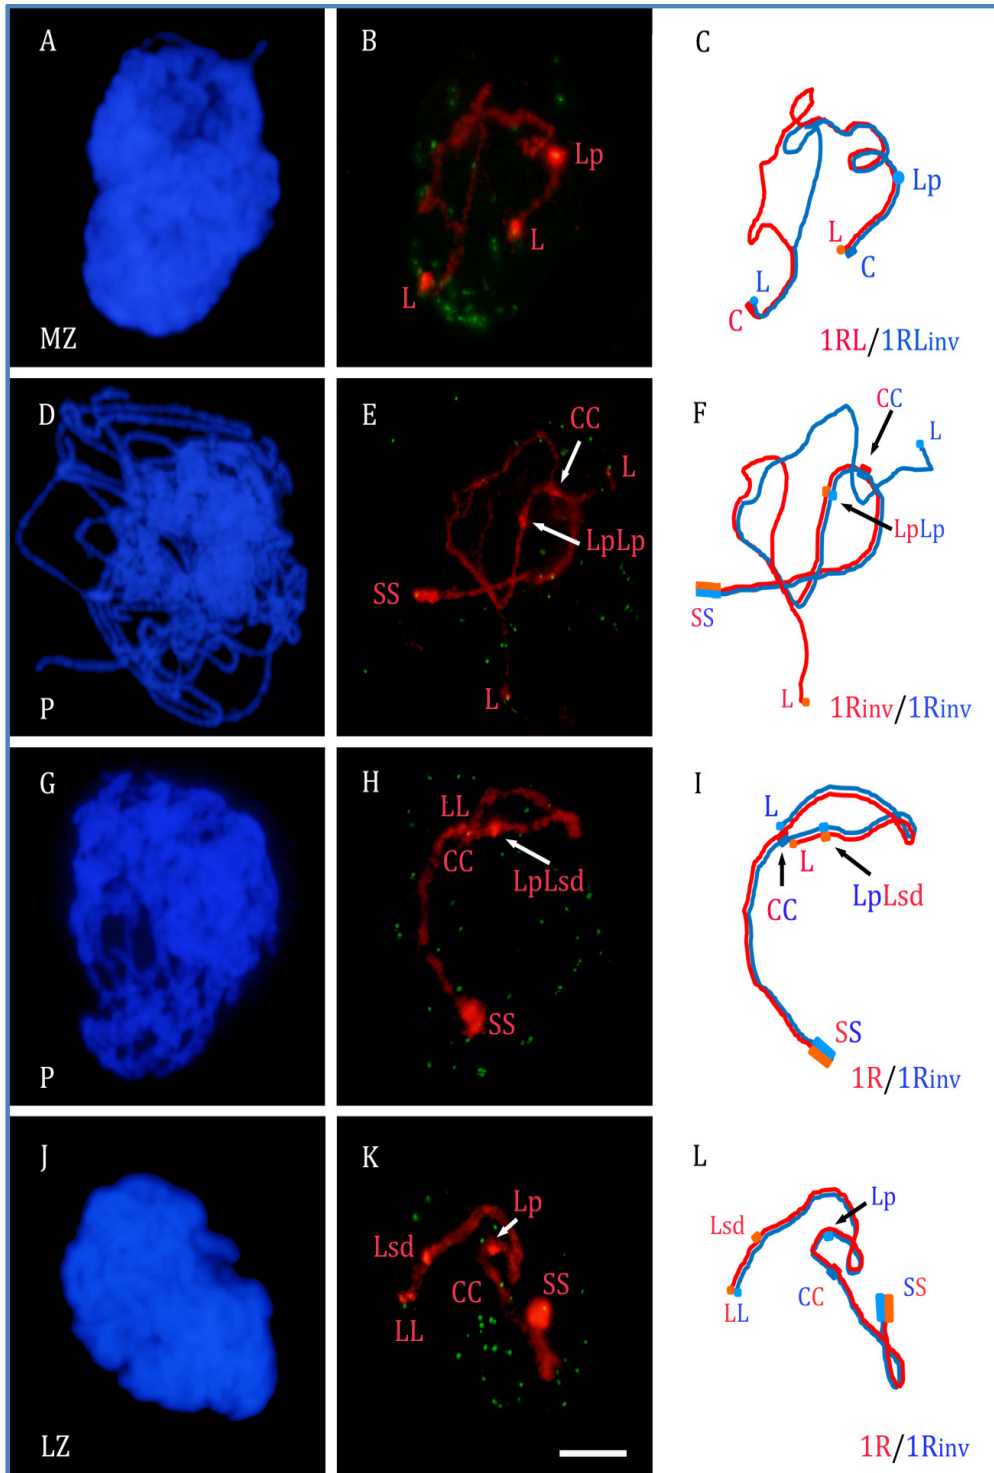 A
MZ
B
Lp
L
L
C
Lp
L
C
L
C
1RL/1RLinv
D
P
E
CC
L
LpLp
SS
L
F
CC
L
LpLp
SS
L
1Rinv/1Rinv
G
P
H
LL
CC
LpLsd
SS
I
L
L
LpLsd
CC
SS
1R/1Rinv
J
LZ
K
Lp
Lsd
CC
SS
LL
L
Lp
Lsd
CC
SS
LL
1R/1Rinv